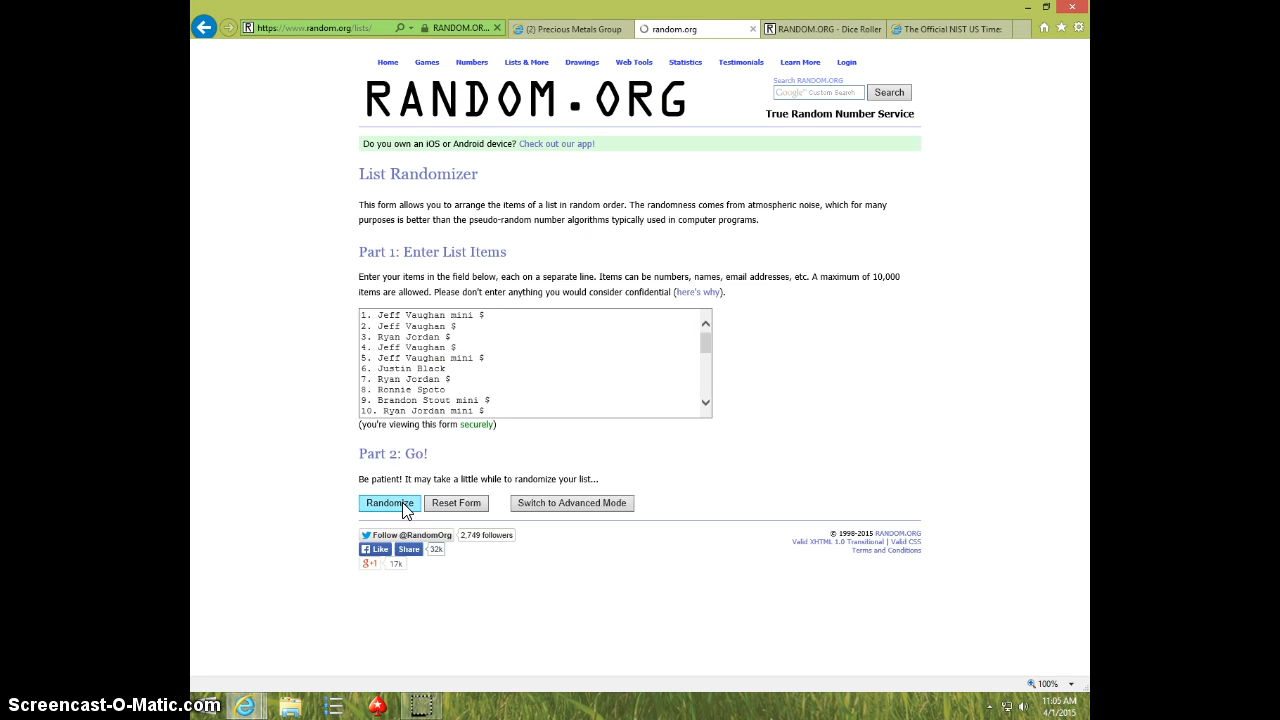 https://www.random.org/lists/ RANDOM.OR... (2) Precious Metals Group random.org RANDOM.ORG - Dice Roller The Official NIST US Time:
Home Games Numbers Lists & More Drawings Web Tools Statistics Testimonials Learn More Login
RANDOM.ORG
Search RANDOM.ORG
Google™ Custom Search Search
True Random Number Service
Do you own an iOS or Android device? Check out our app!
List Randomizer
This form allows you to arrange the items of a list in random order. The randomness comes from atmospheric noise, which for many
purposes is better than the pseudo-random number algorithms typically used in computer programs.
Part 1: Enter List Items
Enter your items in the field below, each on a separate line. Items can be numbers, names, email addresses, etc. A maximum of 10,000
items are allowed. Please don't enter anything you would consider confidential (here's why).
1. Jeff Vaughan mini $
2. Jeff Vaughan $
3. Ryan Jordan $
4. Jeff Vaughan $
5. Jeff Vaughan mini $
6. Justin Black
7. Ryan Jordan $
8. Ronnie Spoto
9. Brandon Stout mini $
10. Ryan Jordan mini $
(you're viewing this form securely)
Part 2: Go!
Be patient! It may take a little while to randomize your list...
Randomize Reset Form Switch to Advanced Mode
Follow @RandomOrg 2,749 followers
Like Share 32k
g+1 17k
© 1998-2015 RANDOM.ORG
Valid XHTML 1.0 Transitional | Valid CSS
Terms and Conditions
100%
Screencast-O-Matic.com
11:05 AM
4/1/2015